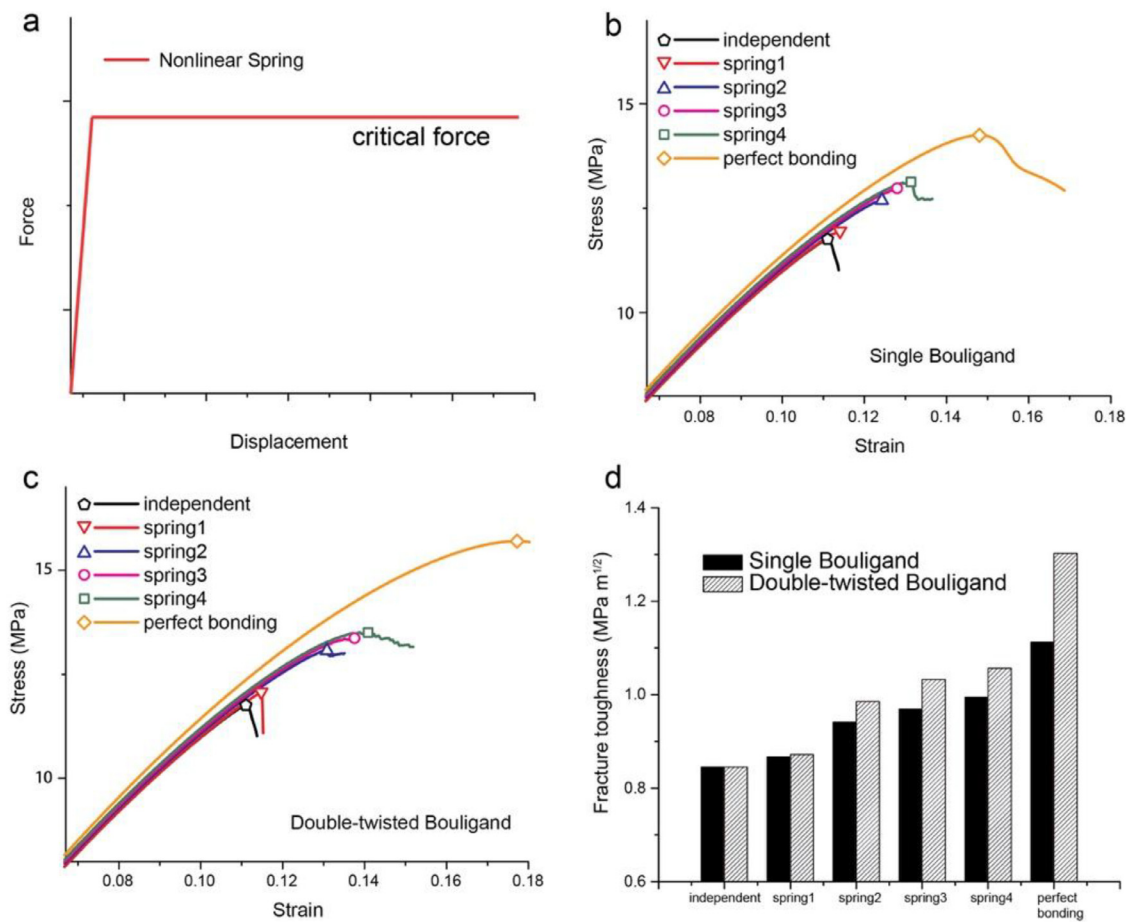 a
Nonlinear Spring
critical force
Force
Displacement
b
independent
spring1
spring2
spring3
spring4
perfect bonding
15
10
Stress (MPa)
Single Bouligand
0.08 0.10 0.12 0.14 0.16 0.18
Strain
c
independent
spring1
spring2
spring3
spring4
perfect bonding
15
10
Stress (MPa)
Double-twisted Bouligand
0.08 0.10 0.12 0.14 0.16 0.18
Strain
d
1.4
1.2
1.0
0.8
0.6
Fracture toughness (MPa m1/2)
Single Bouligand
Double-twisted Bouligand
independent spring1 spring2 spring3 spring4 perfect
bonding